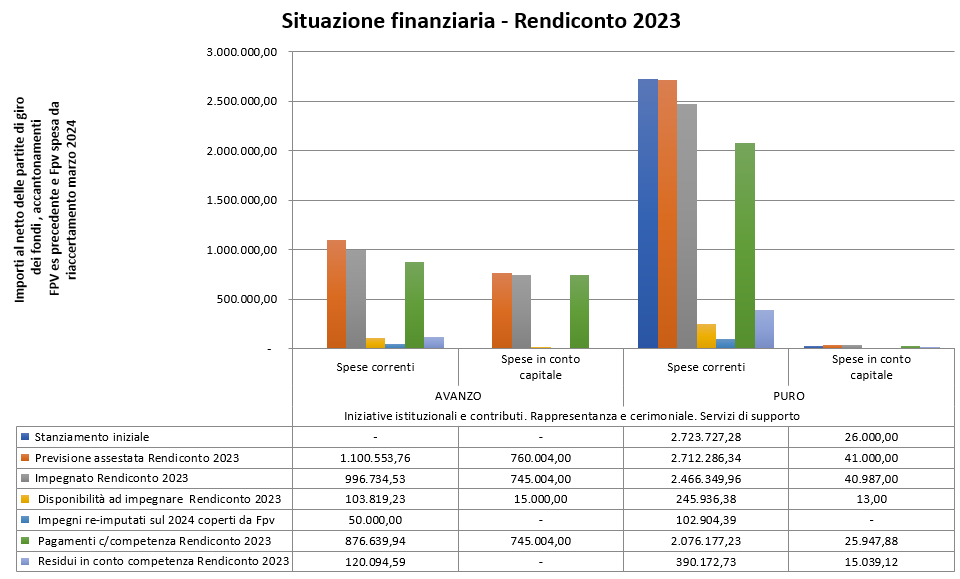 Situazione finanziaria - Rendiconto 2023
Importi al netto delle partite di giro
dei fondi , accantonamenti
FPV es precedente e Fpv spesa da
riaccertamento marzo 2024
3.000.000,00
2.500.000,00
2.000.000,00
1.500.000,00
1.000.000,00
500.000,00
-
Spese correnti Spese in conto capitale Spese correnti Spese in conto capitale
AVANZO PURO
Iniziative istituzionali e contributi. Rappresentanza e cerimoniale. Servizi di supporto
Stanziamento iniziale - - 2.723.727,28 26.000,00
Previsione assestata Rendiconto 2023 1.100.553,76 760.004,00 2.712.286,34 41.000,00
Impegnato Rendiconto 2023 996.734,53 745.004,00 2.466.349,96 40.987,00
Disponibilità ad impegnare Rendiconto 2023 103.819,23 15.000,00 245.936,38 13,00
Impegni re-imputati sul 2024 coperti da Fpv 50.000,00 - 102.904,39 -
Pagamenti c/competenza Rendiconto 2023 876.639,94 745.004,00 2.076.177,23 25.947,88
Residui in conto competenza Rendiconto 2023 120.094,59 - 390.172,73 15.039,12